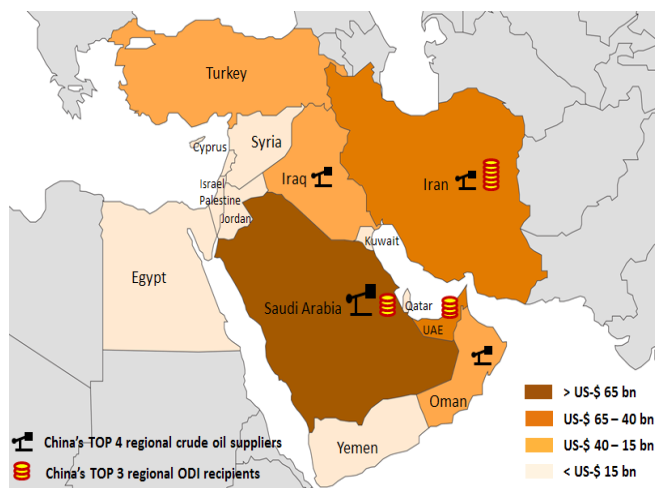 Turkey
Cyprus
Syria
Israel
Palestine
Jordan
Iraq
Iran
Kuwait
Egypt
Saudi Arabia
Qatar
UAE
Oman
Yemen
> US-$ 65 bn
US-$ 65 – 40 bn
US-$ 40 – 15 bn
< US-$ 15 bn
China's TOP 4 regional crude oil suppliers
China's TOP 3 regional ODI recipients